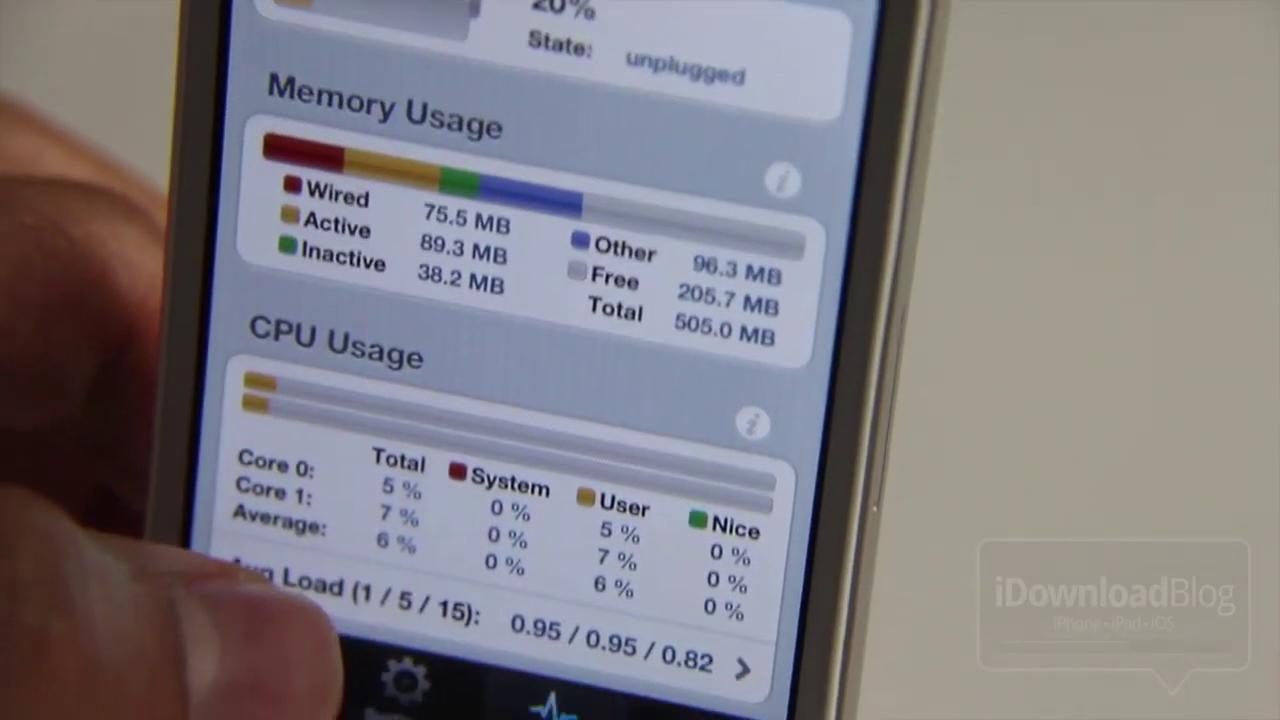 20%
State: unplugged
Memory Usage
Wired 75.5 MB Other 96.3 MB
Active 89.3 MB Free 205.7 MB
Inactive 38.2 MB Total 505.0 MB
CPU Usage
Total System User Nice
Core 0: 5 % 0 % 5 % 0 %
Core 1: 7 % 0 % 7 % 0 %
Average: 6 % 0 % 6 % 0 %
Avg Load (1 / 5 / 15): 0.95 / 0.95 / 0.82
iDownloadBlog
iPhone • iPad • iOS